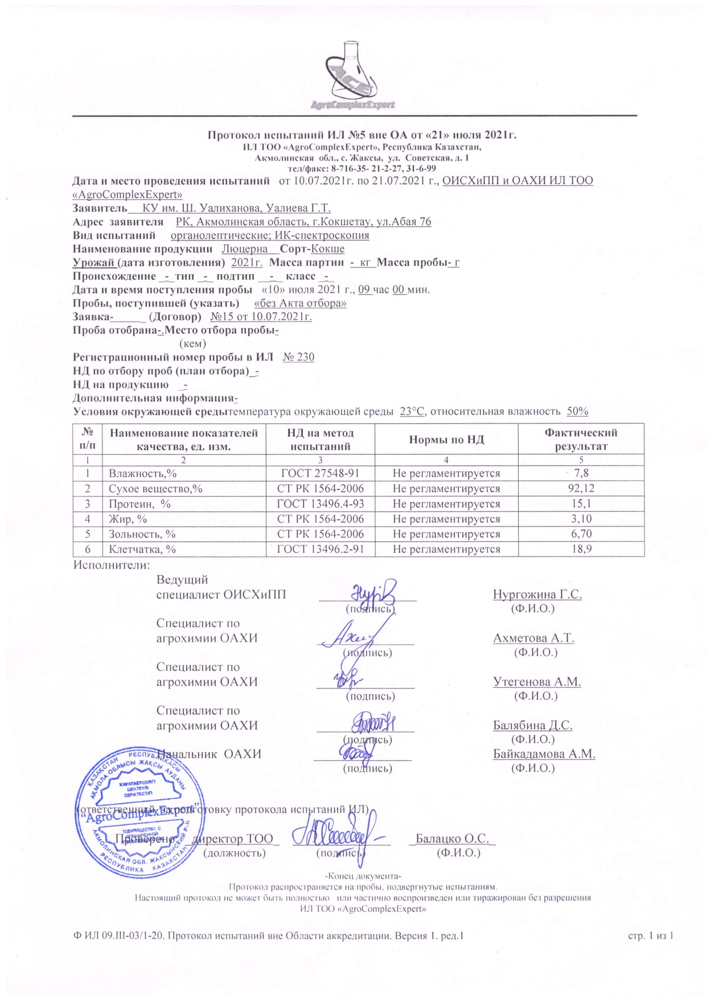 AgroComplexExpert
Протокол испытаний ИЛ №5 вне ОА от «21» июля 2021г.
ИЛ ТОО «AgroComplexExpert», Республика Казахстан,
Акмолинская обл., с. Жаксы, ул. Советская, д. 1
тел/факс: 8-716-35- 21-2-27, 31-6-99
Дата и место проведения испытаний от 10.07.2021г. по 21.07.2021 г., ОИСХиПП и ОАХИ ИЛ ТОО
«AgroComplexExpert»
Заявитель КУ им. Ш. Уалиханова, Уалиева Г.Т.
Адрес заявителя РК, Акмолинская область, г.Кокшетау, ул.Абая 76
Вид испытаний органолептические; ИК-спектроскопия
Наименование продукции Люцерна Сорт-Кокше
Урожай (дата изготовления) 2021г. Масса партии - кг Масса пробы- г
Происхождение - тип - подтип - класс -
Дата и время поступления пробы «10» июля 2021 г., 09 час 00 мин.
Пробы, поступившей (указать) «без Акта отбора»
Заявка-______ (Договор) №15 от 10.07.2021г.
Проба отобрана-.Место отбора пробы-
(кем)
Регистрационный номер пробы в ИЛ № 230
НД по отбору проб (план отбора)_-
НД на продукцию _-
Дополнительная информация-
Условия окружающей средытемпература окружающей среды 23°С, относительная влажность 50%
№ п/п Наименование показателей качества, ед. изм. НД на метод испытаний Нормы по НД Фактический результат
1 2 3 4 5
1 Влажность,% ГОСТ 27548-91 Не регламентируется 7,8
2 Сухое вещество,% СТ РК 1564-2006 Не регламентируется 92,12
3 Протеин, % ГОСТ 13496.4-93 Не регламентируется 15,1
4 Жир, % СТ РК 1564-2006 Не регламентируется 3,10
5 Зольность, % СТ РК 1564-2006 Не регламентируется 6,70
6 Клетчатка, % ГОСТ 13496.2-91 Не регламентируется 18,9
Исполнители:
Ведущий
специалист ОИСХиПП Нургожина Г.С.
(подпись) (Ф.И.О.)
Специалист по
агрохимии ОАХИ Ахметова А.Т.
(подпись) (Ф.И.О.)
Специалист по
агрохимии ОАХИ Утегенова А.М.
(подпись) (Ф.И.О.)
Специалист по
агрохимии ОАХИ Балябина Д.С.
(подпись) (Ф.И.О.)
Начальник ОАХИ Байкадамова А.М.
(подпись) (Ф.И.О.)
ҚАЗАҚСТАН РЕСПУБЛИКАСЫ
АҚМОЛА ОБЛЫСЫ ЖАҚСЫ АУДАНЫ
ЖАУАПКЕРШІЛІГІ
ШЕКТЕУЛІ
СЕРІКТЕСТІГІ
“AgroComplexExpert”
ТОВАРИЩЕСТВО С
ОГРАНИЧЕННОЙ
АКМОЛИНСКАЯ ОБЛ. ЖАКСЫНСКИЙ Р-Н
РЕСПУБЛИКА КАЗАХСТАН
(ответственный за подготовку протокола испытаний ИЛ)
Проверено: директор ТОО Балацко О.С.
(должность) (подпись) (Ф.И.О.)
-Конец документа-
Протокол распространяется на пробы, подвергнутые испытаниям.
Настоящий протокол не может быть полностью или частично воспроизведен или тиражирован без разрешения
ИЛ ТОО «AgroComplexExpert»
Ф ИЛ 09.III-03/1-20. Протокол испытаний вне Области аккредитации. Версия 1. ред.1 стр. 1 из 1